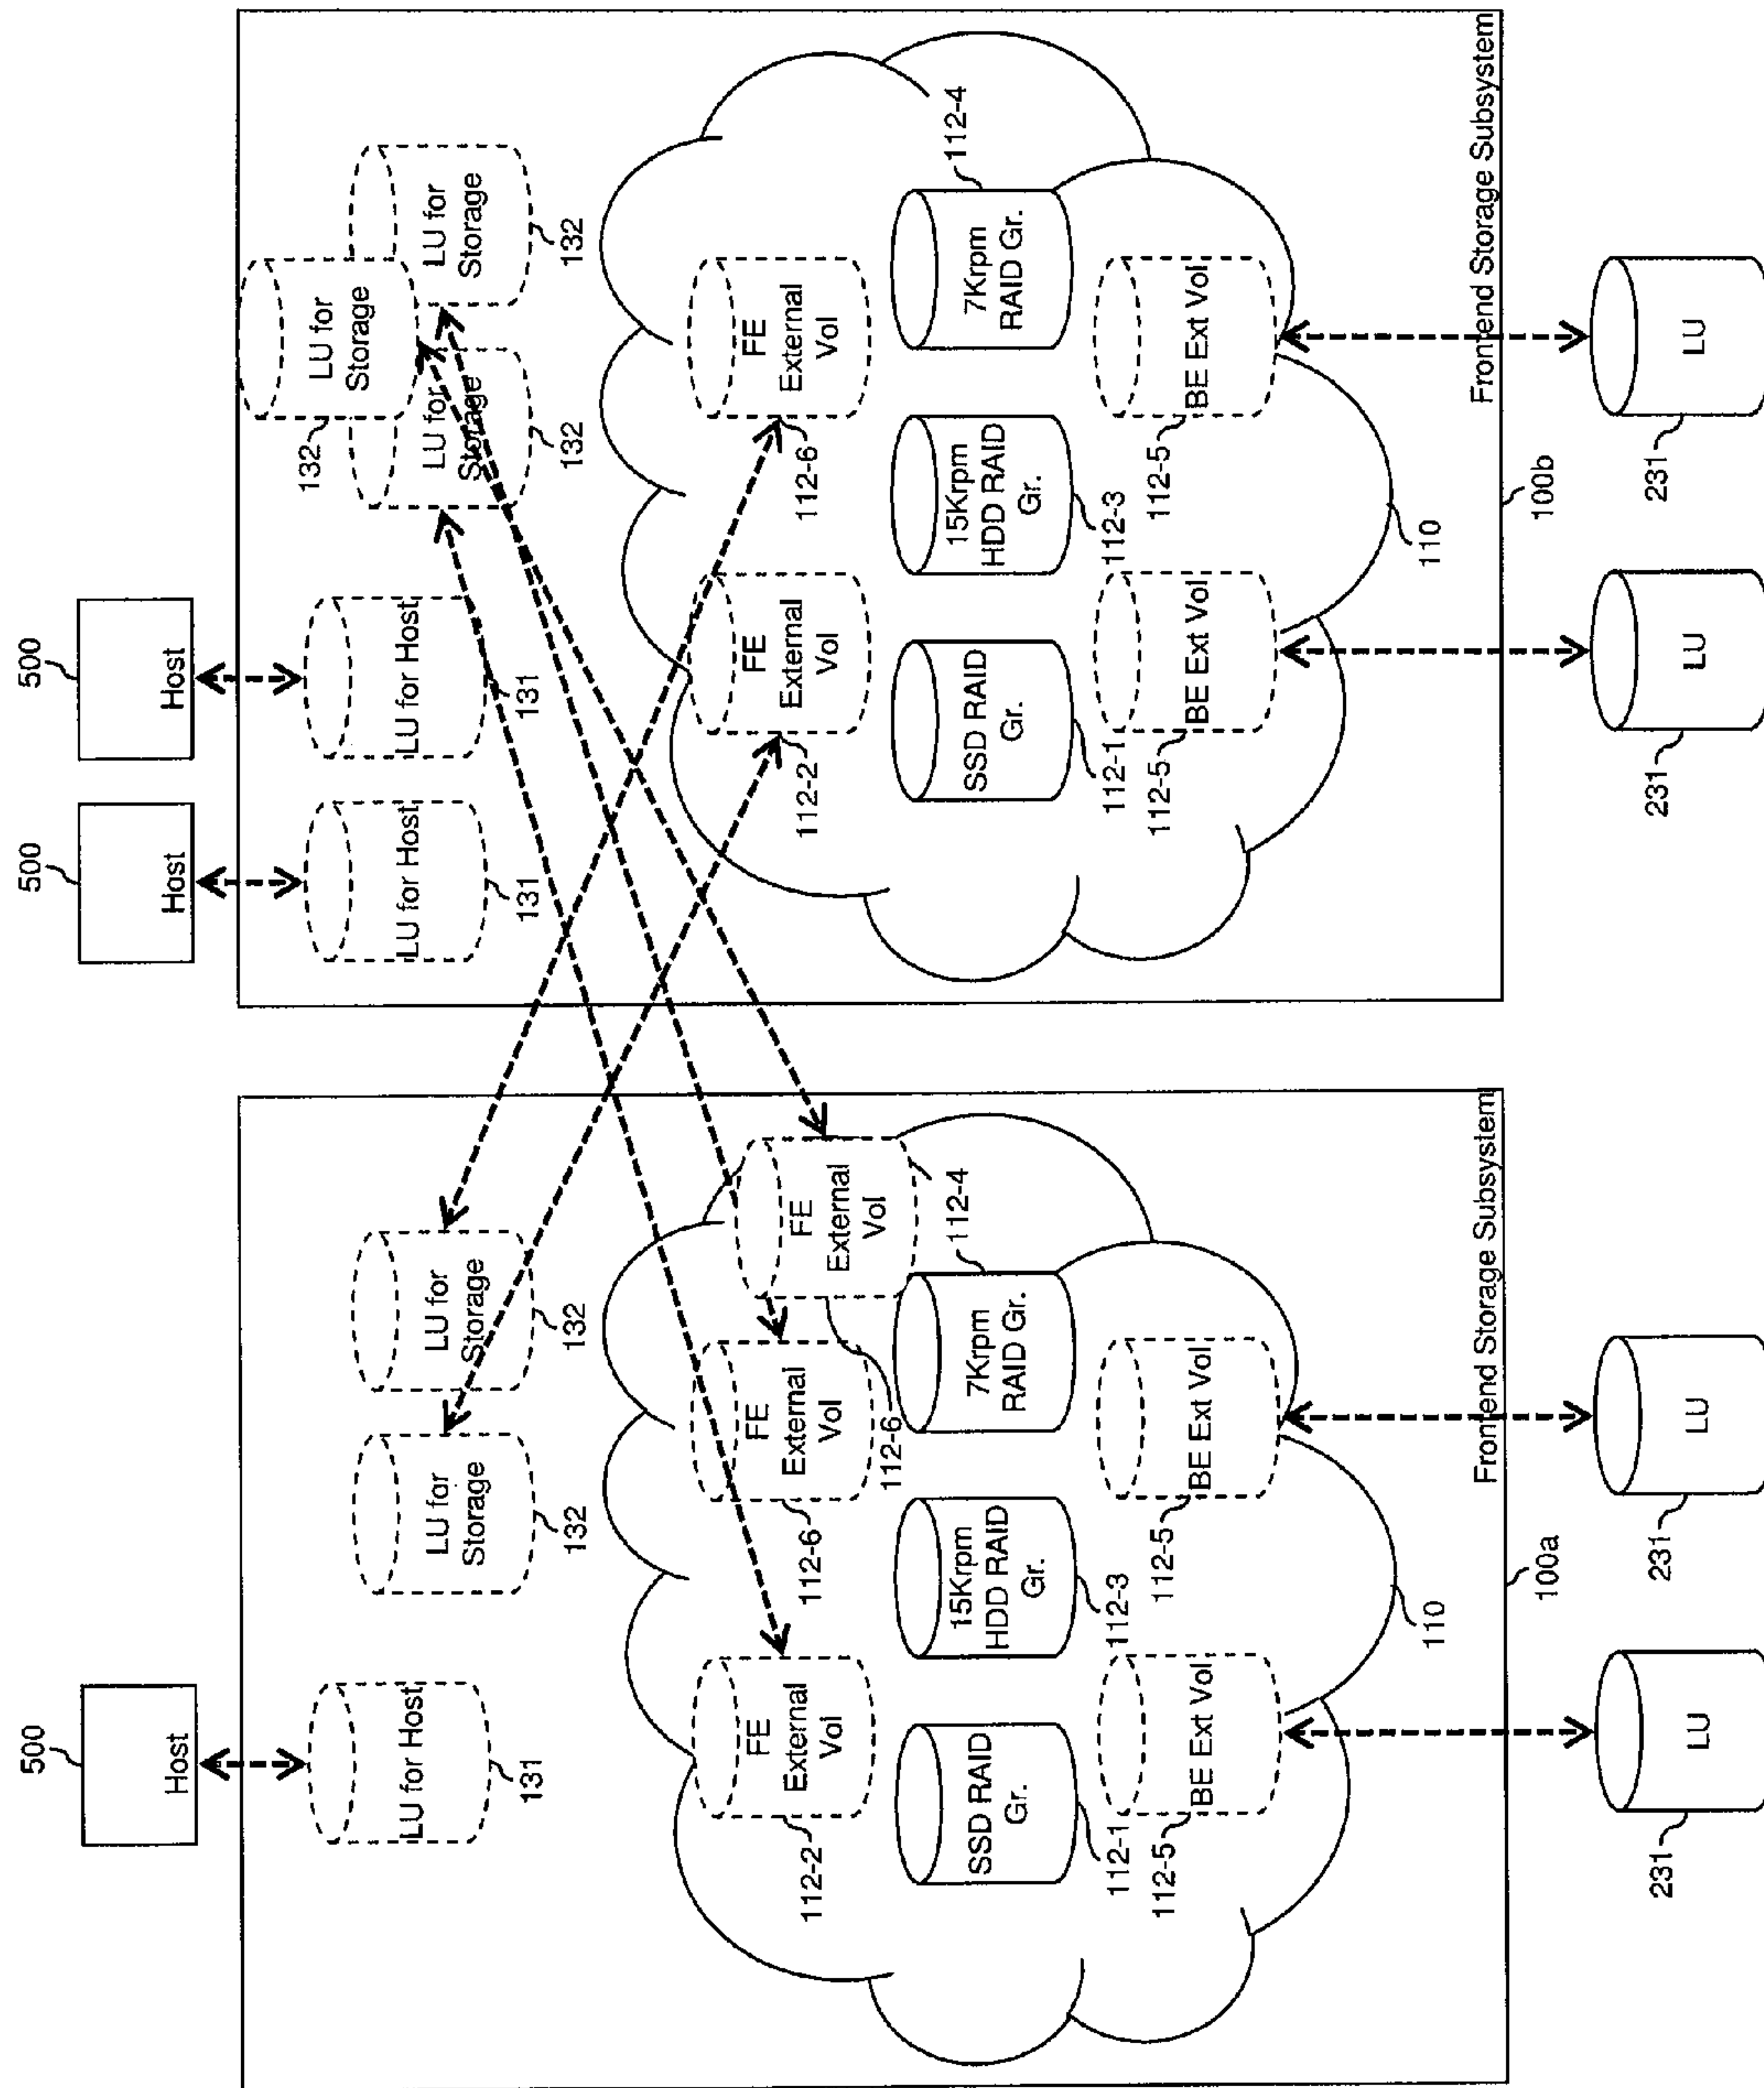 500
Host
LU for Host
131
LU for
Storage
132
LU for
Storage
132
FE
External
Vol
112-2
FE
External
Vol
112-6
FE
External
Vol
112-6
SSD RAID
Gr.
112-1
15Krpm
HDD RAID
Gr.
112-3
7Krpm
RAID Gr.
112-4
BE Ext Vol
112-5
BE Ext Vol
112-5
110
Frontend Storage Subsystem
100a
LU
231
LU
231
500
Host
500
Host
LU for Host
131
LU for Host
131
LU for
Storage
132
LU for
Storage
132
LU for
Storage
132
FE
External
Vol
112-2
FE
External
Vol
112-6
SSD RAID
Gr.
112-1
15Krpm
HDD RAID
Gr.
112-3
7Krpm
RAID Gr.
112-4
BE Ext Vol
112-5
BE Ext Vol
112-5
110
Frontend Storage Subsystem
100b
LU
231
LU
231